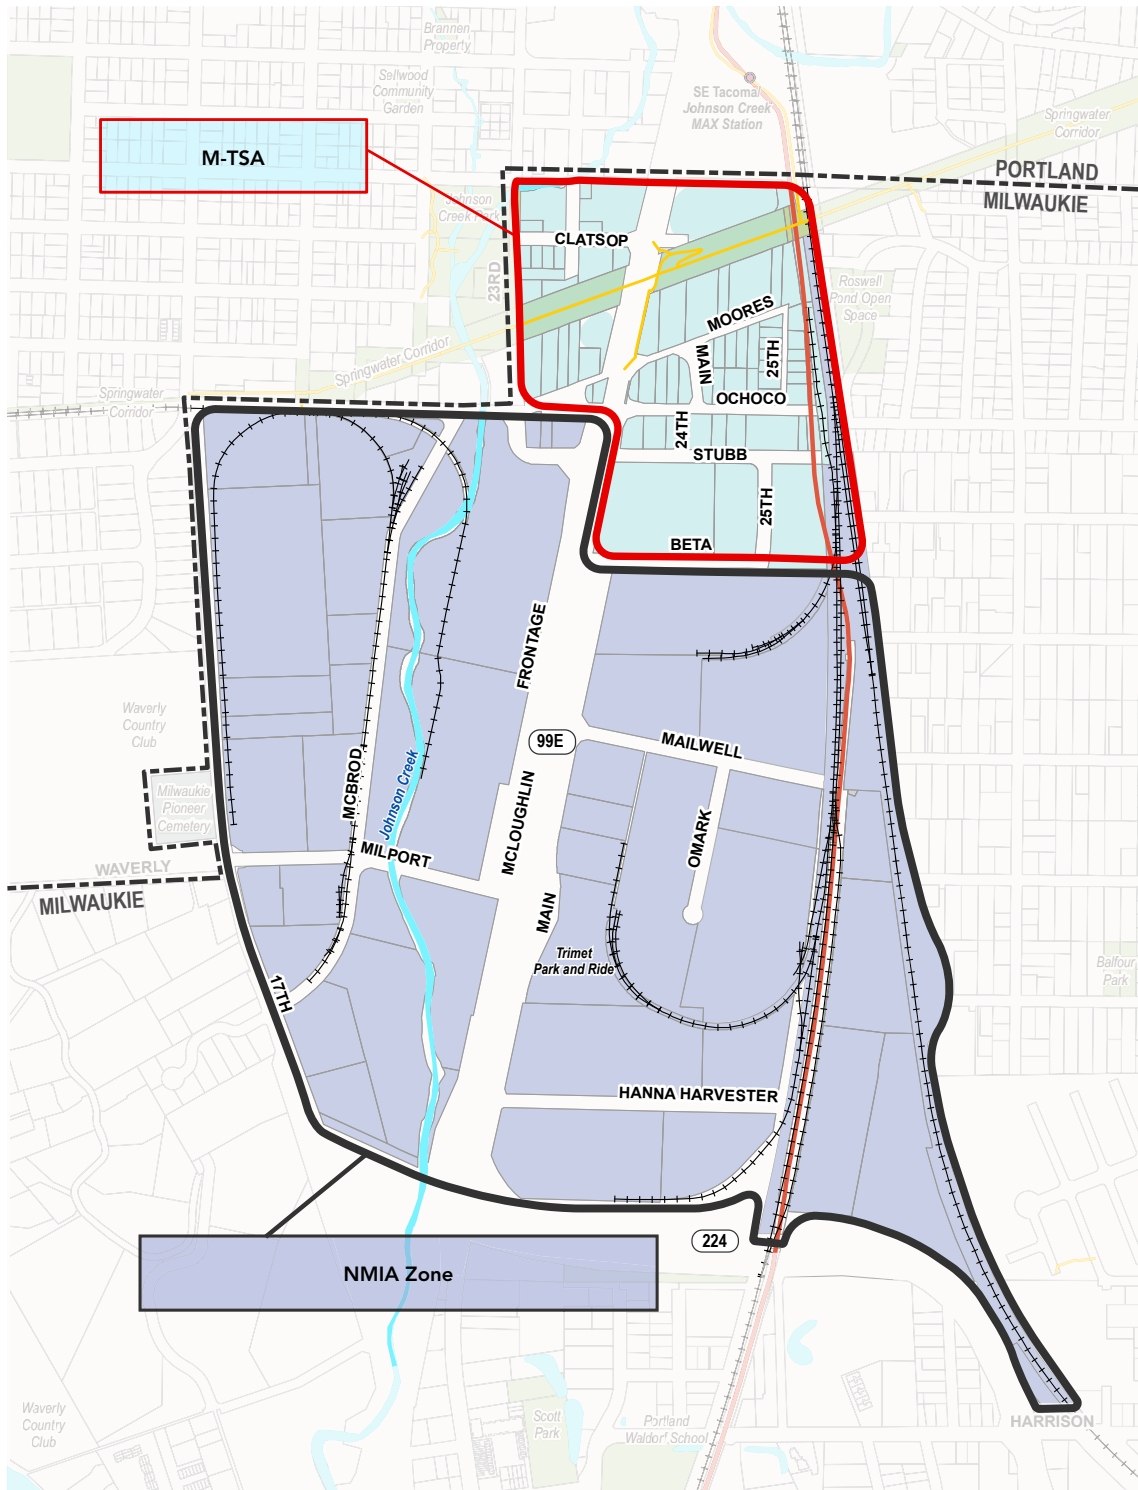 Brannen
Property
Sellwood
Community
Garden
SE Tacoma/
Johnson Creek
MAX Station
Springwater
Corridor
M-TSA
PORTLAND
MILWAUKIE
Johnson
Creek Park
CLATSOP
23RD
Roswell
Pond Open
Space
MOORES
MAIN
25TH
Springwater Corridor
Springwater
Corridor
OCHOCO
24TH
STUBB
25TH
BETA
FRONTAGE
Waverly
Country
Club
99E
MAILWELL
MCBROD
Johnson Creek
Milwaukie
Pioneer
Cemetery
MCLOUGHLIN
OMARK
MILPORT
WAVERLY
MILWAUKIE
MAIN
Trimet
Park and Ride
Balfour
Park
17TH
HANNA HARVESTER
224
NMIA Zone
Waverly
Country
Club
Scott
Park
Portland
Waldorf School
HARRISON